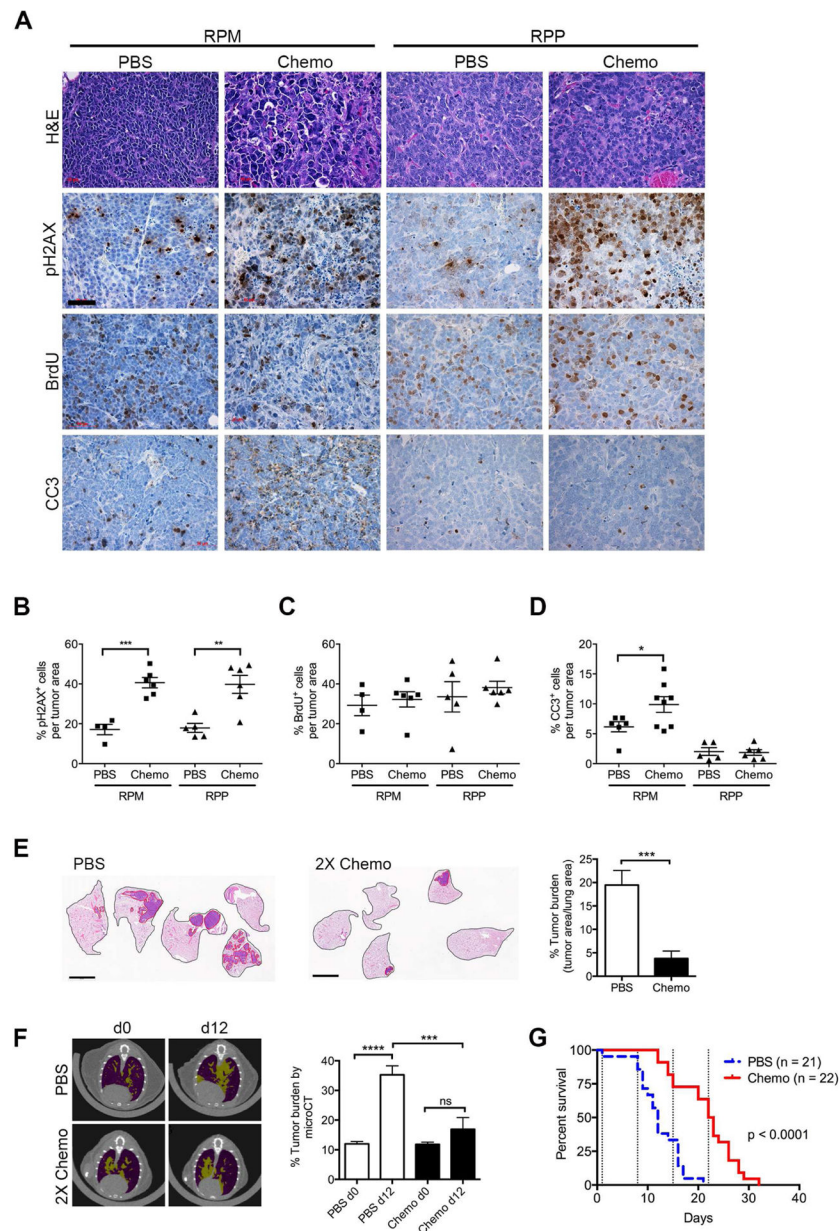 A
RPM RPP
PBS Chemo PBS Chemo
H&E
pH2AX
BrdU
CC3
B C D
% pH2AX⁺ cells
per tumor area
60
40
20
0
*** **
PBS Chemo PBS Chemo
RPM RPP
% BrdU⁺ cells
per tumor area
60
40
20
0
PBS Chemo PBS Chemo
RPM RPP
% CC3⁺ cells
per tumor area
20
15
10
5
0
*
PBS Chemo PBS Chemo
RPM RPP
E
PBS 2X Chemo
% Tumor burden
(tumor area/lung area)
25
20
15
10
5
0
***
PBS Chemo
F
d0 d12
PBS
2X Chemo
% Tumor burden by
microCT
50
40
30
20
10
0
**** ***
ns
PBS d0
PBS d12
Chemo d0
Chemo d12
G
Percent survival
100
75
50
25
0
PBS (n = 21)
Chemo (n = 22)
p < 0.0001
0 10 20 30 40
Days